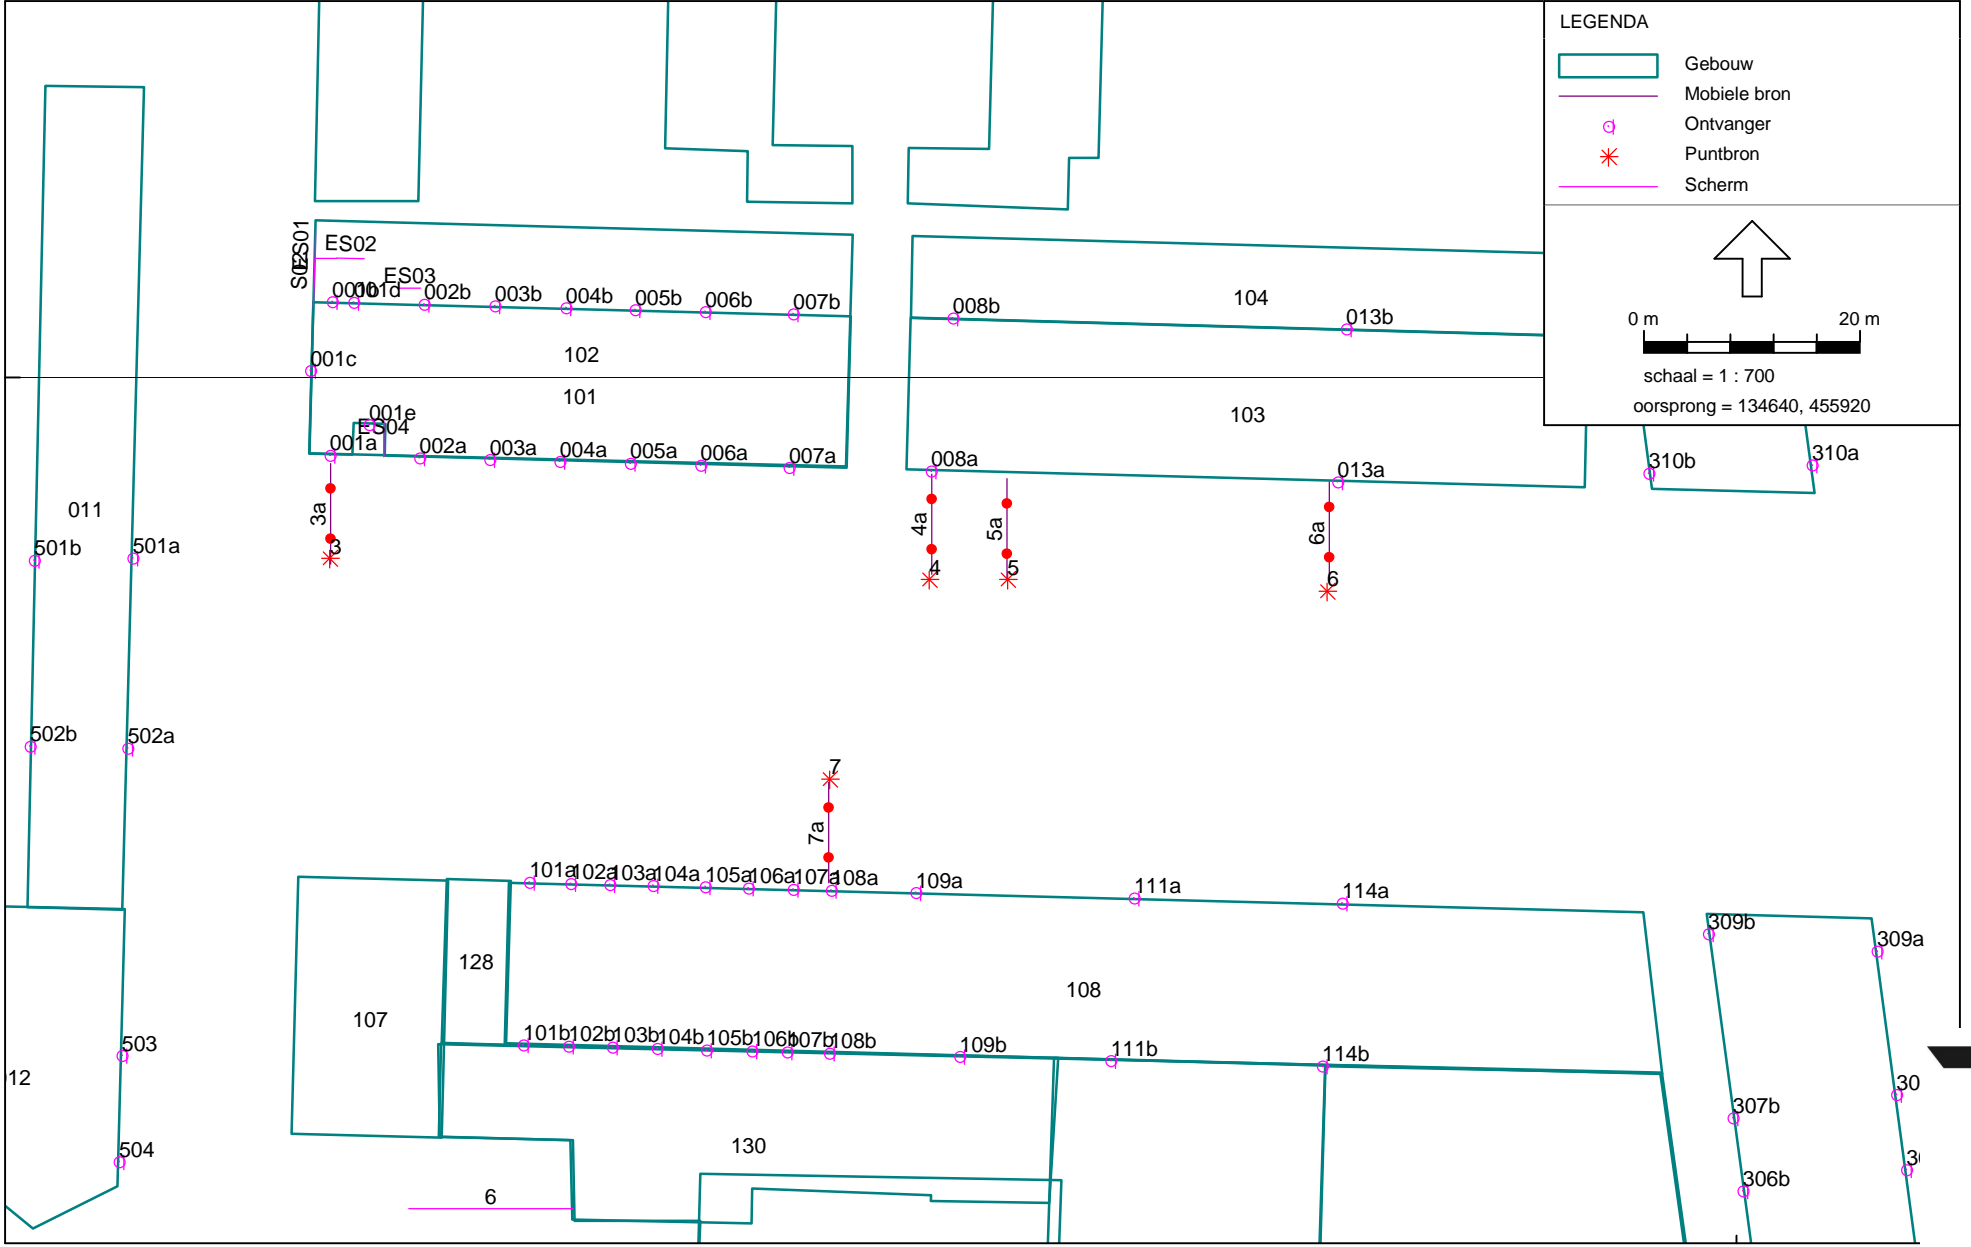 LEGENDA
Gebouw
Mobiele bron
Ontvanger
Puntbron
Scherm
0 m 20 m
schaal = 1 : 700
oorsprong = 134640, 455920
ES02
ES03
001d 002b 003b 004b 005b 006b 007b
008b 104 013b
001c 102
101 103
001e
ES04
001a 002a 003a 004a 005a 006a 007a
008a 013a 310b 310a
011
3a 4a 5a 6a
501b 501a 3 4 5 6
502b 502a
7
7a
101a 102a 103a 104a 105a 106a 107a 108a 109a 111a 114a
309b 309a
128 108
107
101b 102b 103b 104b 105b 106b 107b 108b 109b 111b 114b
503
12
307b 30
504 130
306b
6